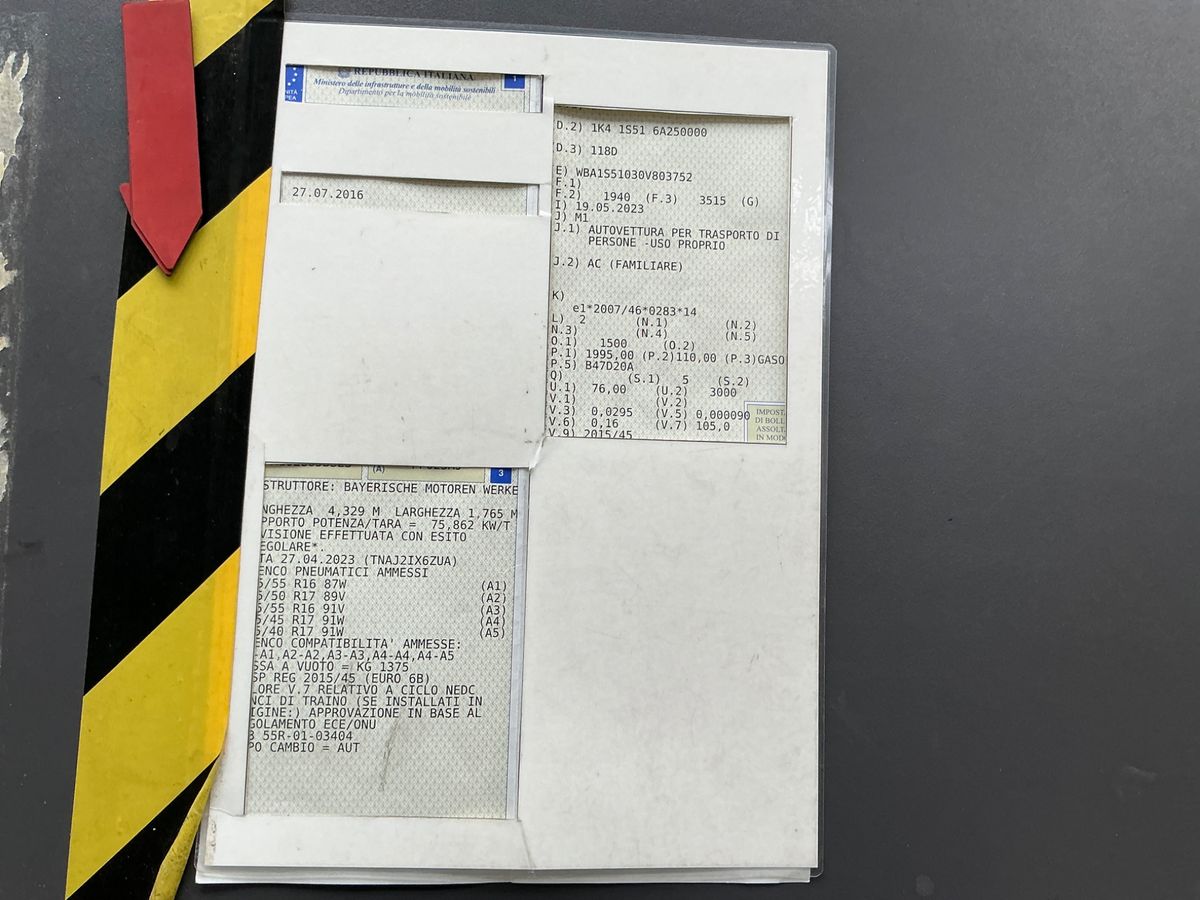 REPUBBLICA ITALIANA
Ministero delle infrastrutture e della mobilità sostenibili
Dipartimento per la mobilità sostenibile
NITÀ
PEA
1
27.07.2016
D.2) 1K4 1S51 6A250000
D.3) 118D
E) WBA1S51030V803752
F.1)
F.2) 1940 (F.3) 3515 (G)
I) 19.05.2023
J) M1
J.1) AUTOVETTURA PER TRASPORTO DI
PERSONE -USO PROPRIO
J.2) AC (FAMILIARE)
K)
e1*2007/46*0283*14
L) 2 (N.1) (N.2)
N.3) (N.4) (N.5)
O.1) 1500 (O.2)
P.1) 1995,00 (P.2)110,00 (P.3)GASO
P.5) B47D20A
Q) (S.1) 5 (S.2)
U.1) 76,00 (U.2) 3000
V.1) (V.2)
V.3) 0,0295 (V.5) 0,000090
V.6) 0,16 (V.7) 105,0
V.9) 2015/45
IMPOST
DI BOLL
ASSOLT
IN MOD
(A)
3
STRUTTORE: BAYERISCHE MOTOREN WERKE
NGHEZZA 4,329 M LARGHEZZA 1,765 M
PPORTO POTENZA/TARA = 75,862 KW/T
VISIONE EFFETTUATA CON ESITO
EGOLARE*.
TA 27.04.2023 (TNAJ2IX6ZUA)
ENCO PNEUMATICI AMMESSI
5/55 R16 87W (A1)
5/50 R17 89V (A2)
5/55 R16 91V (A3)
5/45 R17 91W (A4)
5/40 R17 91W (A5)
ENCO COMPATIBILITA' AMMESSE:
-A1,A2-A2,A3-A3,A4-A4,A4-A5
SSA A VUOTO = KG 1375
SP REG 2015/45 (EURO 6B)
LORE V.7 RELATIVO A CICLO NEDC
NCI DI TRAINO (SE INSTALLATI IN
IGINE:) APPROVAZIONE IN BASE AL
GOLAMENTO ECE/ONU
3 55R-01-03404
PO CAMBIO = AUT